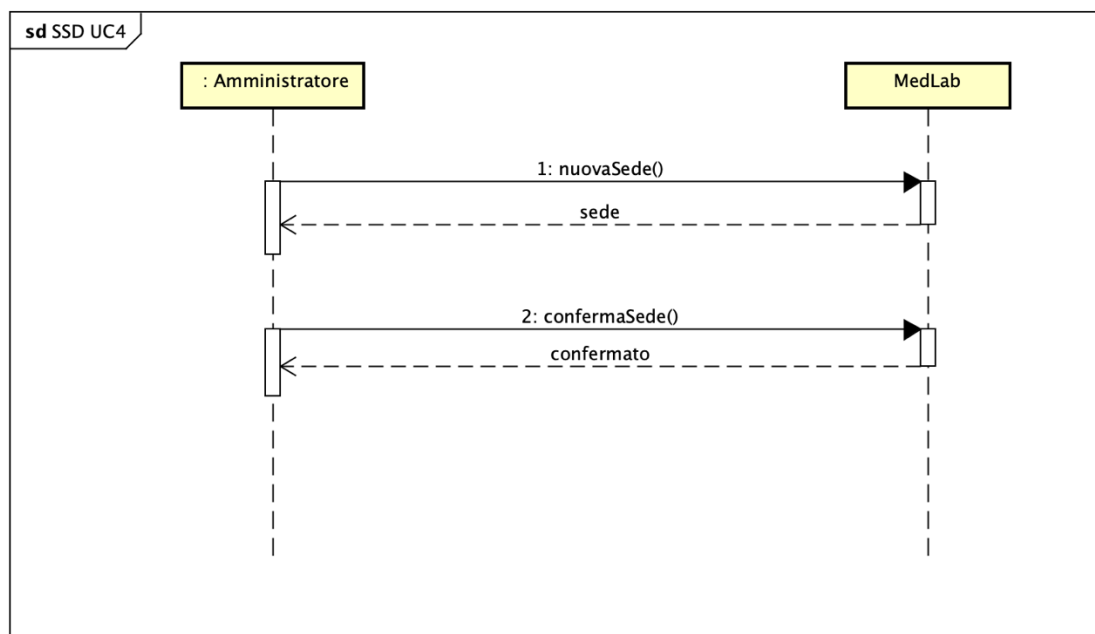 sd SSD UC4
: Amministratore
MedLab
1: nuovaSede()
sede
2: confermaSede()
confermato